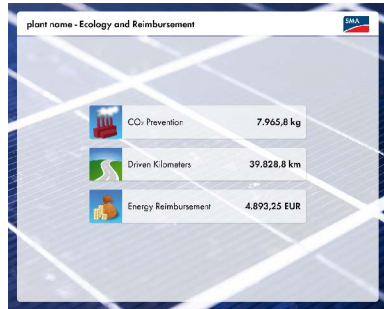 plant name - Ecology and Reimbursement
SMA
CO₂ Prevention 7.965,8 kg
Driven Kilometers 39.828,8 km
Energy Reimbursement 4.893,25 EUR